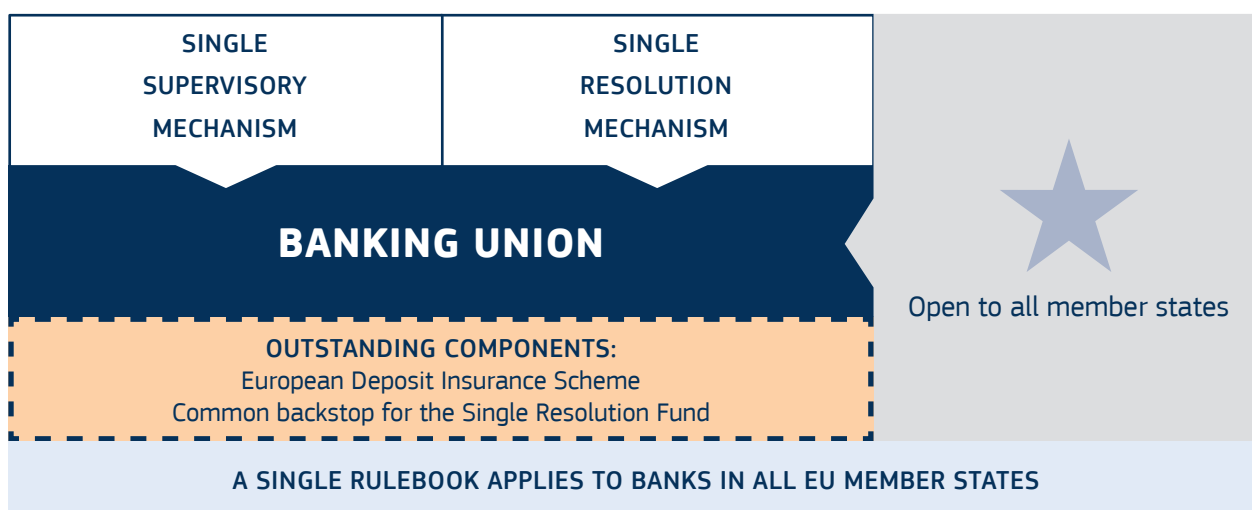 SINGLE
SUPERVISORY
MECHANISM
SINGLE
RESOLUTION
MECHANISM
BANKING UNION
Open to all member states
OUTSTANDING COMPONENTS:
European Deposit Insurance Scheme
Common backstop for the Single Resolution Fund
A SINGLE RULEBOOK APPLIES TO BANKS IN ALL EU MEMBER STATES